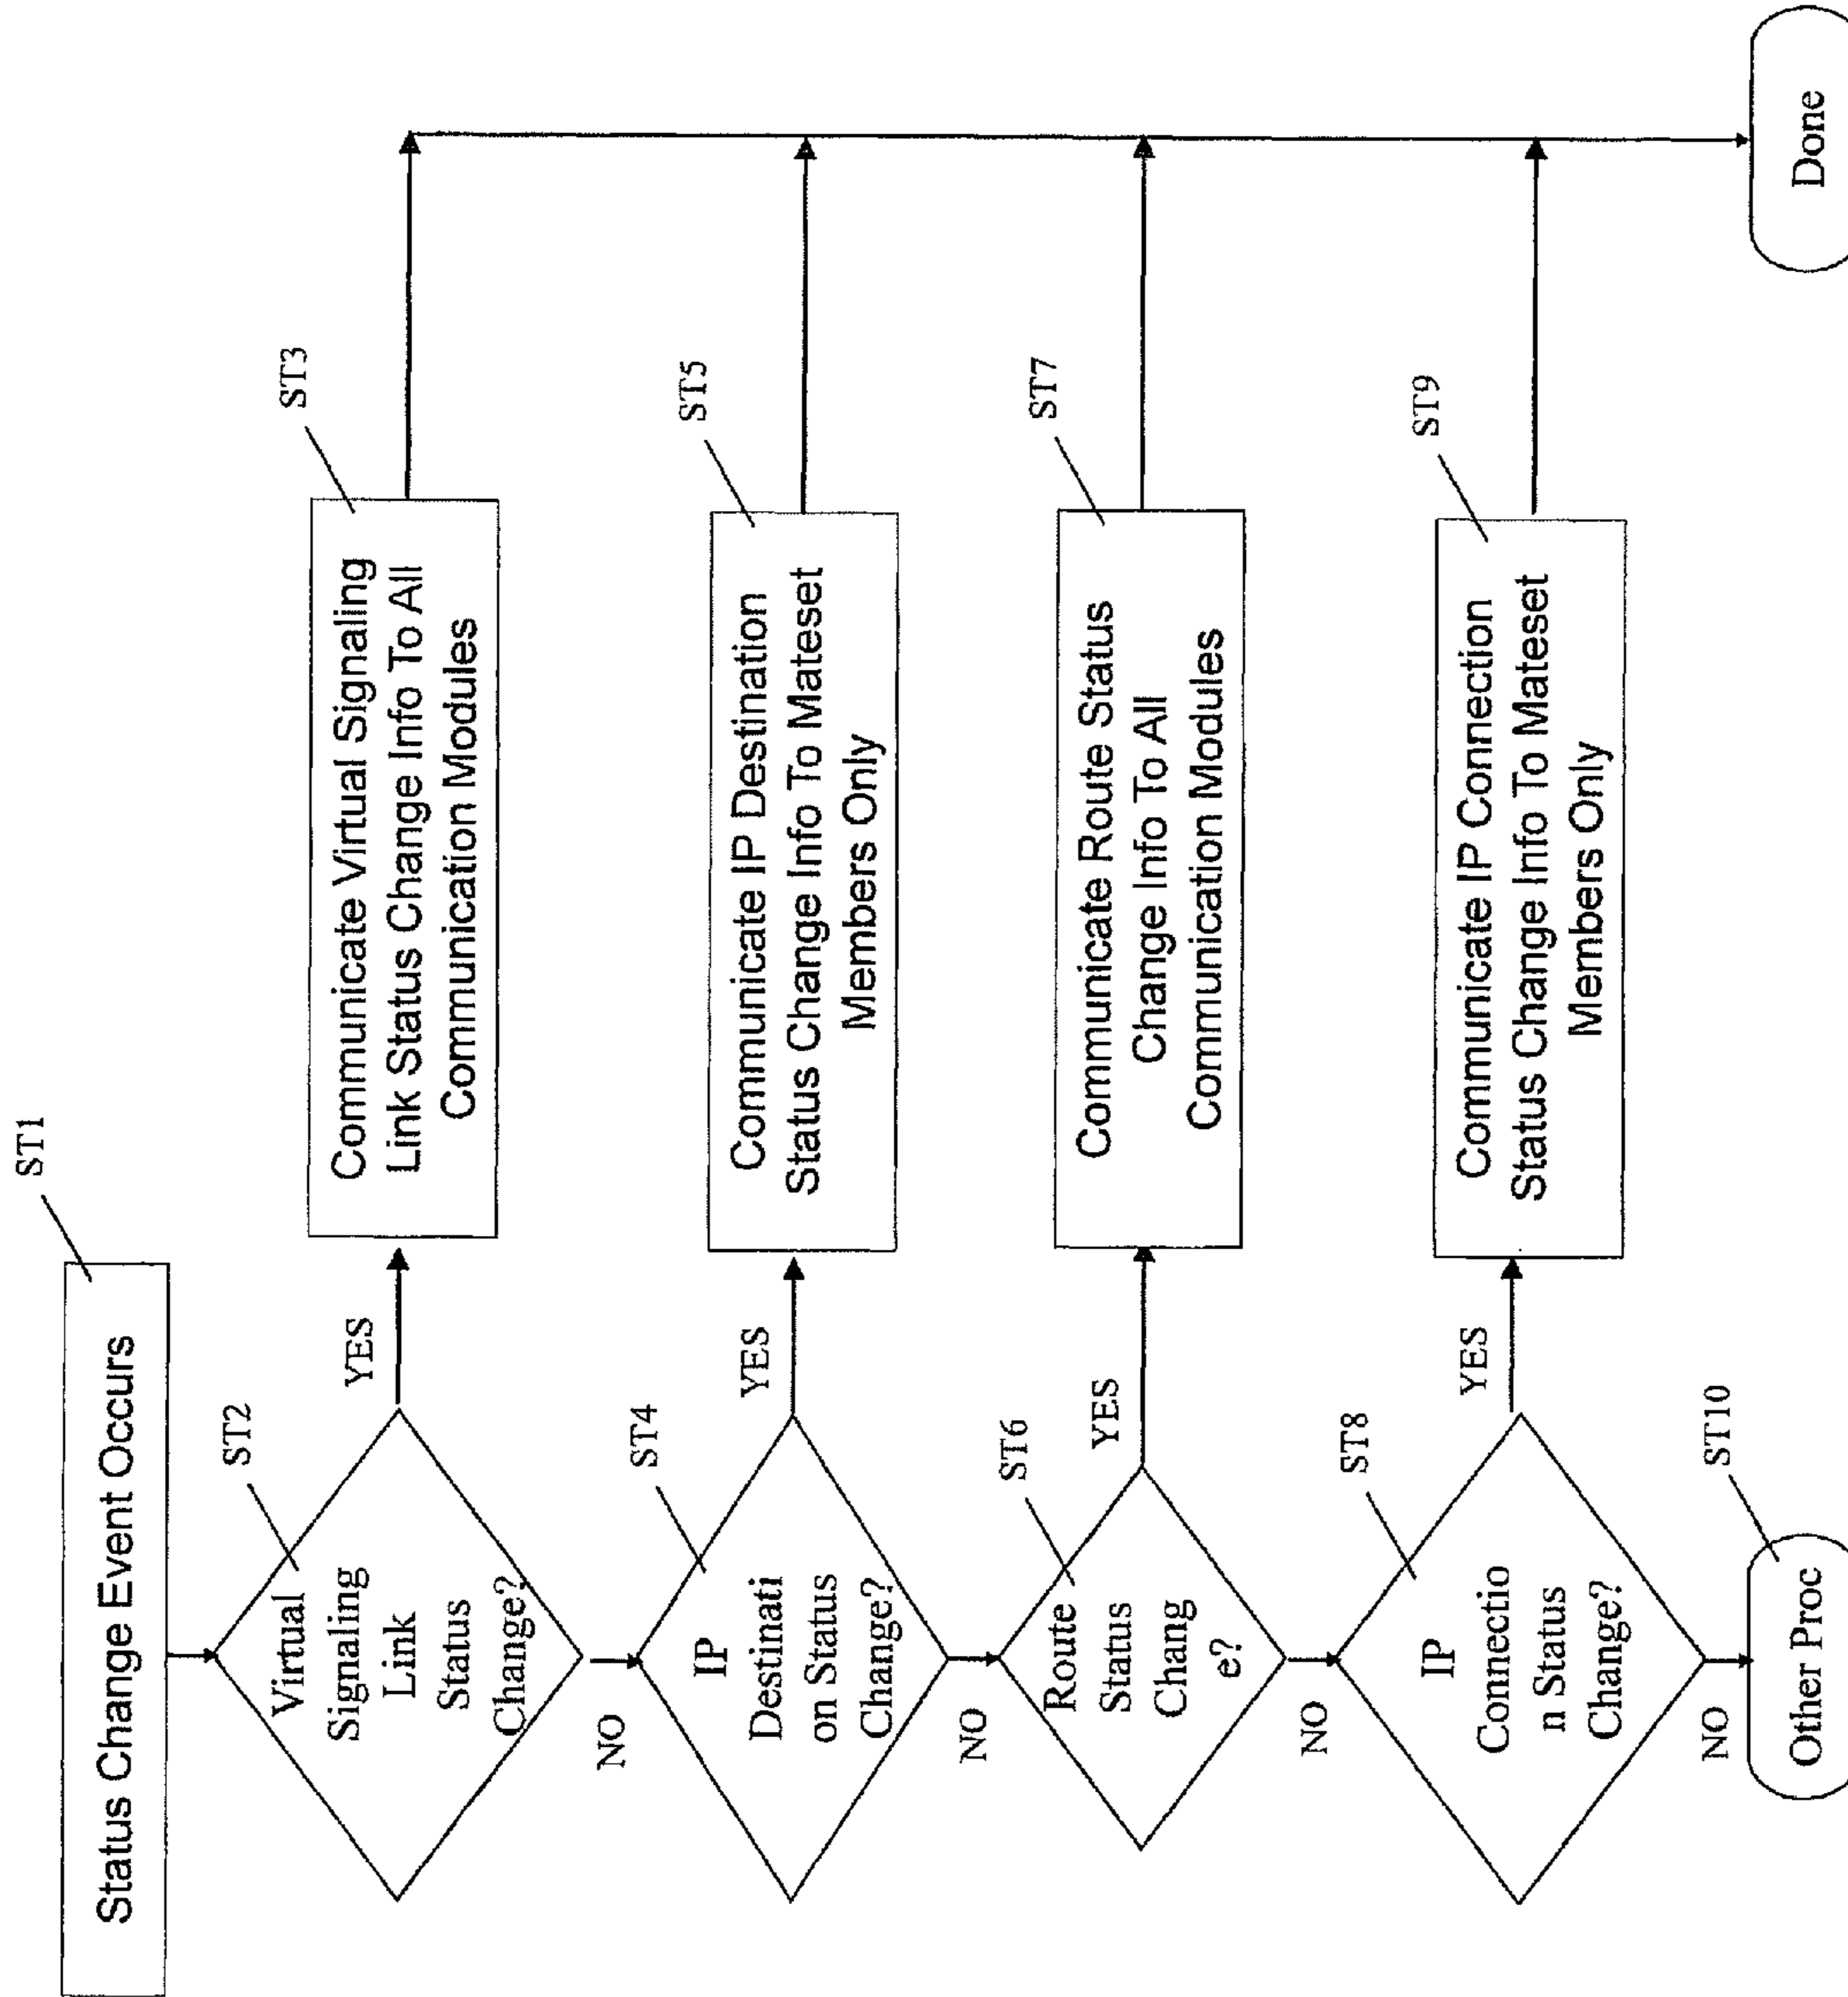 ST1
Status Change Event Occurs
ST2
Virtual
Signaling
Link
Status
Change?
YES
ST3
Communicate Virtual Signaling
Link Status Change Info To All
Communication Modules
NO
ST4
IP
Destinati
on Status
Change?
YES
ST5
Communicate IP Destination
Status Change Info To Mateset
Members Only
NO
ST6
Route
Status
Chang
e?
YES
ST7
Communicate Route Status
Change Info To All
Communication Modules
NO
ST8
IP
Connectio
n Status
Change?
YES
ST9
Communicate IP Connection
Status Change Info To Mateset
Members Only
NO
ST10
Other Proc
Done